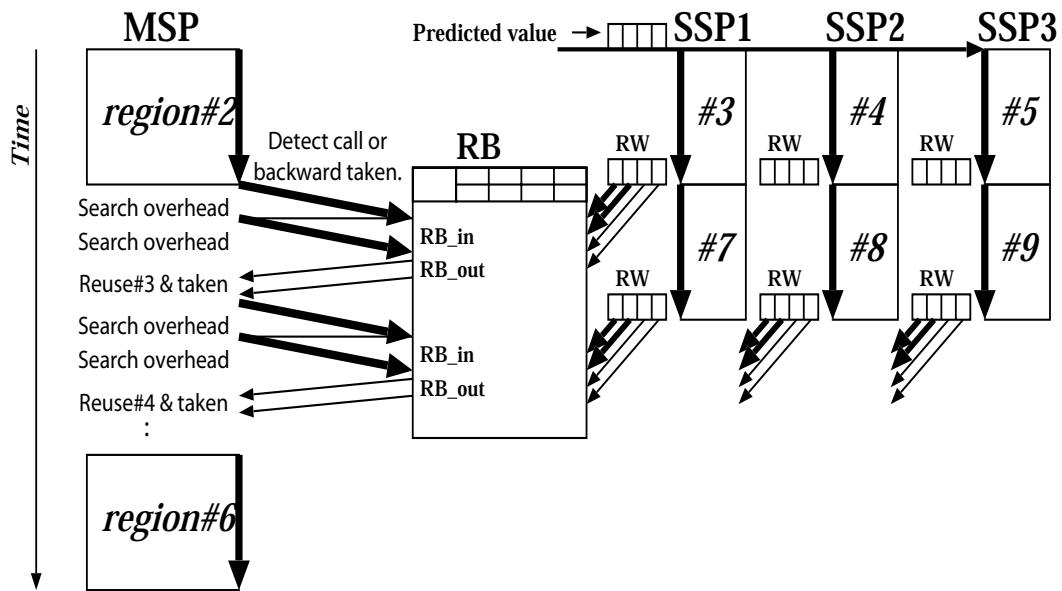 MSP
Predicted value
SSP1
SSP2
SSP3
Time
region#2
#3
#4
#5
Detect call or
backward taken.
RB
RW
RW
RW
Search overhead
Search overhead
RB_in
RB_out
#7
#8
#9
Reuse#3 & taken
RW
RW
RW
Search overhead
Search overhead
RB_in
RB_out
Reuse#4 & taken
:
region#6